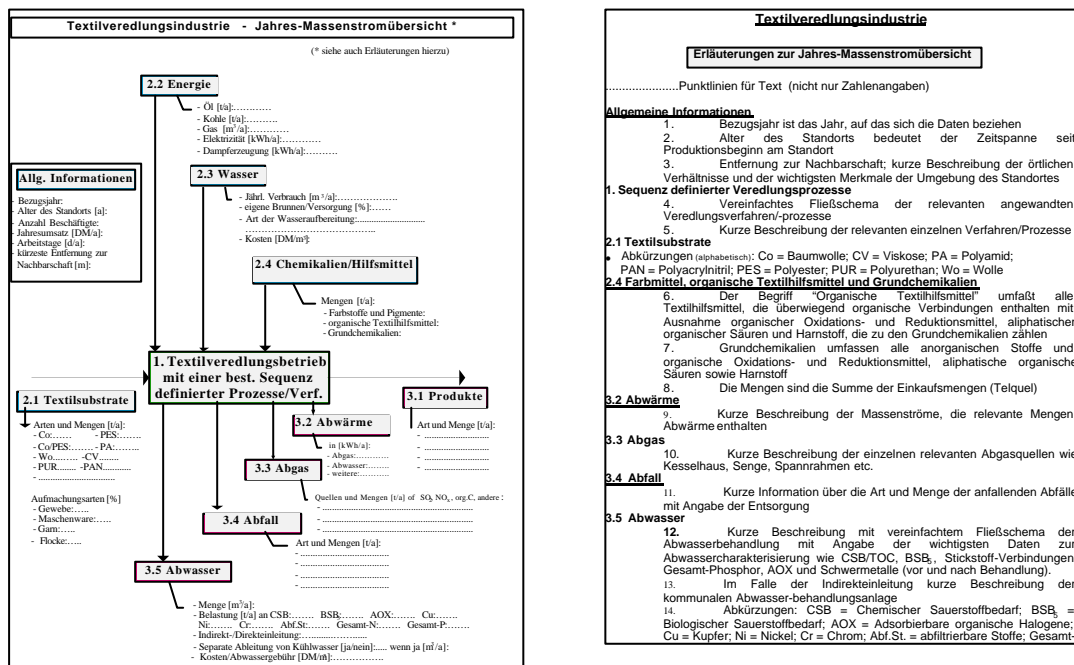 Textilveredlungsindustrie - Jahres-Massenstromübersicht *
(* siehe auch Erläuterungen hierzu)
2.2 Energie
- Öl [t/a]:…………
- Kohle [t/a]:……….
- Gas [m³/a]:…………
- Elektrizität [kWh/a]:………….
- Dampferzeugung [kWh/a]:……….
Allg. Informationen
- Bezugsjahr:
- Alter des Standorts [a]:
- Anzahl Beschäftigte:
- Jahresumsatz [DM/a]:
- Arbeitstage [d/a]:
- kürzeste Entfernung zur
Nachbarschaft [m]:
2.3 Wasser
- Jährl. Verbrauch [m³/a]:
- eigene Brunnen/Versorgung [%]:……
- Art der Wasseraufbereitung:............................
…………………………………….
- Kosten [DM/m³]:
2.4 Chemikalien/Hilfsmittel
Mengen [t/a]:
- Farbstoffe und Pigmente:
- organische Textilhilfsmittel:
- Grundchemikalien:
1. Textilveredlungsbetrieb
mit einer best. Sequenz
definierter Prozesse/Verf.
2.1 Textilsubstrate
Arten und Mengen [t/a]:
- Co:…… - PES:…….
- Co/PES:……. - PA:……..
- Wo......... -CV........
- PUR........ -PAN............
- ................................
Aufmachungsarten [%]
- Gewebe:…..
- Maschenware:…..
- Garn:…..
- Flocke:…..
3.1 Produkte
Art und Menge [t/a]:
- ...........................
- ...........................
- ...........................
- ...........................
3.2 Abwärme
in [kWh/a]:
- Abgas:……….
- Abwasser:………
- weitere:………..
3.3 Abgas
Quellen und Mengen [t/a] of SO₂, NOₓ, org.C, andere :
- .....................................................
- .....................................................
- .....................................................
3.4 Abfall
Art und Mengen [t/a]:
- ................................
- ................................
- ................................
- ................................
3.5 Abwasser
- Menge [m³/a]:
- Belastung [t/a] an CSB:…… BSB₅:…… AOX:…… Cu:…..
Ni:…… Cr:…… Abf.St:…… Gesamt-N:…… Gesamt-P:…….
- Indirekt-/Direkteinleitung:…..................
- Separate Ableitung von Kühlwasser [ja/nein]:..... wenn ja [m³/a]:
- Kosten/Abwassergebühr [DM/m³]:…………….
Textilveredlungsindustrie
Erläuterungen zur Jahres-Massenstromübersicht
.....................Punktlinien für Text (nicht nur Zahlenangaben)
Allgemeine Informationen
1. Bezugsjahr ist das Jahr, auf das sich die Daten beziehen
2. Alter des Standorts bedeutet der Zeitspanne seit
Produktionsbeginn am Standort
3. Entfernung zur Nachbarschaft; kurze Beschreibung der örtlichen
Verhältnisse und der wichtigsten Merkmale der Umgebung des Standortes
1. Sequenz definierter Veredlungsprozesse
4. Vereinfachtes Fließschema der relevanten angewandten
Veredlungsverfahren/-prozesse
5. Kurze Beschreibung der relevanten einzelnen Verfahren/Prozesse
2.1 Textilsubstrate
• Abkürzungen (alphabetisch): Co = Baumwolle; CV = Viskose; PA = Polyamid;
PAN = Polyacrylnitril; PES = Polyester; PUR = Polyurethan; Wo = Wolle
2.4 Farbmittel, organische Textilhilfsmittel und Grundchemikalien
6. Der Begriff “Organische Textilhilfsmittel” umfaßt alle
Textilhilfsmittel, die überwiegend organische Verbindungen enthalten mit
Ausnahme organischer Oxidations- und Reduktionsmittel, aliphatischer
organischer Säuren und Harnstoff, die zu den Grundchemikalien zählen
7. Grundchemikalien umfassen alle anorganischen Stoffe und
organische Oxidations- und Reduktionsmittel, aliphatische organische
Säuren sowie Harnstoff
8. Die Mengen sind die Summe der Einkaufsmengen (Telquel)
3.2 Abwärme
9. Kurze Beschreibung der Massenströme, die relevante Mengen
Abwärme enthalten
3.3 Abgas
10. Kurze Beschreibung der einzelnen relevanten Abgasquellen wie
Kesselhaus, Senge, Spannrahmen etc.
3.4 Abfall
11. Kurze Information über die Art und Menge der anfallenden Abfälle
mit Angabe der Entsorgung
3.5 Abwasser
12. Kurze Beschreibung mit vereinfachtem Fließschema der
Abwasserbehandlung mit Angabe der wichtigsten Daten zur
Abwassercharakterisierung wie CSB/TOC, BSB₅, Stickstoff-Verbindungen,
Gesamt-Phosphor, AOX und Schwermetalle (vor und nach Behandlung).
13. Im Falle der Indirekteinleitung kurze Beschreibung der
kommunalen Abwasser-behandlungsanlage
14. Abkürzungen: CSB = Chemischer Sauerstoffbedarf; BSB₅ =
Biologischer Sauerstoffbedarf; AOX = Adsorbierbare organische Halogene;
Cu = Kupfer; Ni = Nickel; Cr = Chrom; Abf.St. = abfiltrierbare Stoffe; Gesamt-